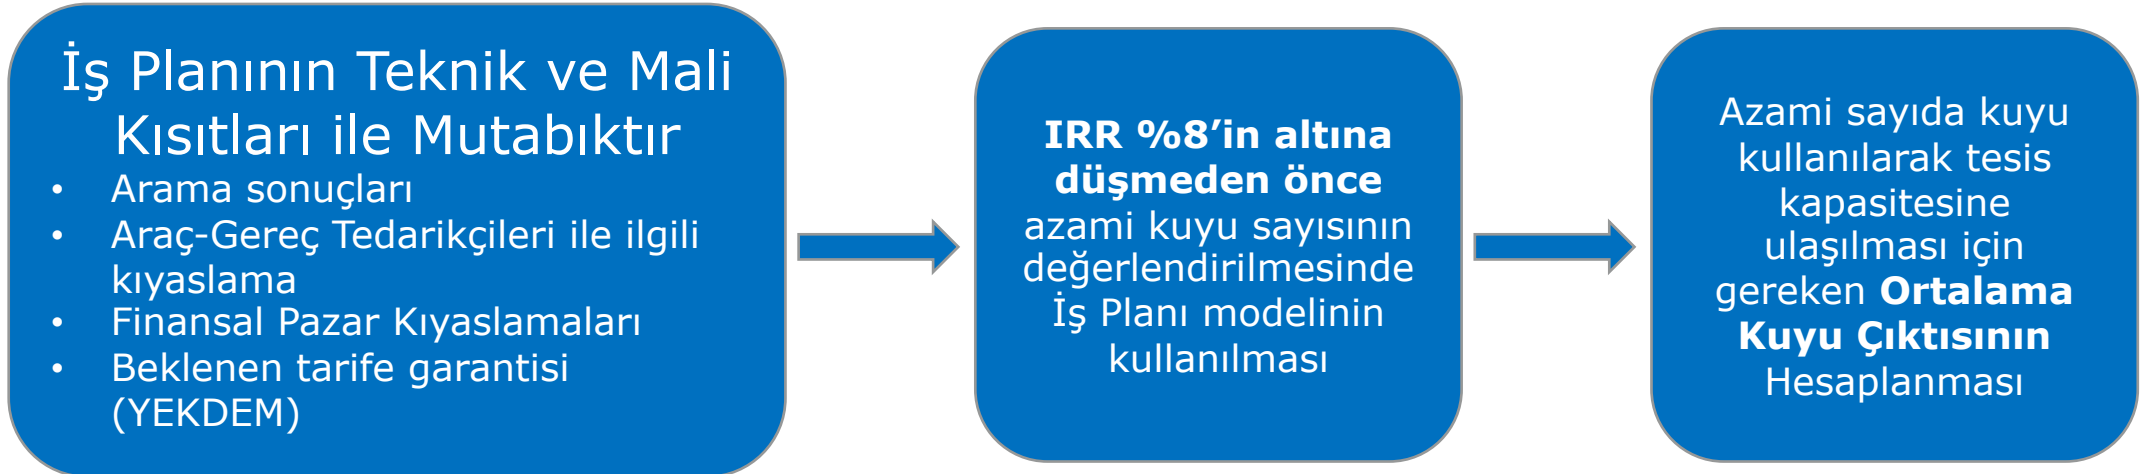 İş Planının Teknik ve Mali
Kısıtları ile Mutabıktır
• Arama sonuçları
• Araç-Gereç Tedarikçileri ile ilgili
kıyaslama
• Finansal Pazar Kıyaslamaları
• Beklenen tarife garantisi
(YEKDEM)
IRR %8’in altına
düşmeden önce
azami kuyu sayısının
değerlendirilmesinde
İş Planı modelinin
kullanılması
Azami sayıda kuyu
kullanılarak tesis
kapasitesine
ulaşılması için
gereken Ortalama
Kuyu Çıktısının
Hesaplanması